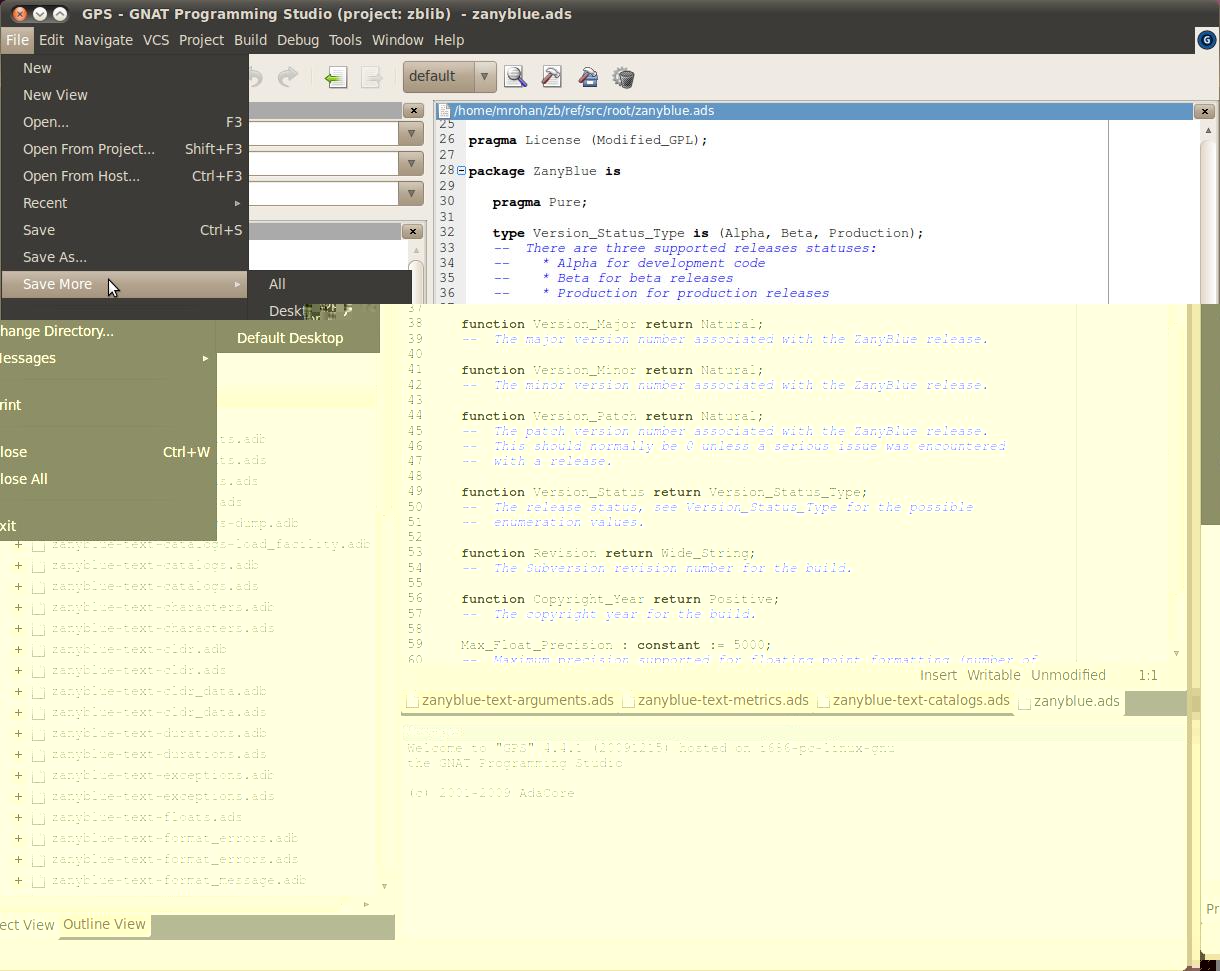 GPS - GNAT Programming Studio (project: zblib) - zanyblue.ads
File Edit Navigate VCS Project Build Debug Tools Window Help
New
New View
Open... F3
Open From Project... Shift+F3
Open From Host... Ctrl+F3
Recent
Save Ctrl+S
Save As...
Save More
All
Deskt
Default Desktop
hange Directory...
essages
rint
lose Ctrl+W
lose All
xit
default
/home/mrohan/zb/ref/src/root/zanyblue.ads
25
26 pragma License (Modified_GPL);
27
28 package ZanyBlue is
29
30 pragma Pure;
31
32 type Version_Status_Type is (Alpha, Beta, Production);
33 -- There are three supported releases statuses:
34 -- * Alpha for development code
35 -- * Beta for beta releases
36 -- * Production for production releases
37
38 function Version_Major return Natural;
39 -- The major version number associated with the ZanyBlue release.
40
41 function Version_Minor return Natural;
42 -- The minor version number associated with the ZanyBlue release.
43
44 function Version_Patch return Natural;
45 -- The patch version number associated with the ZanyBlue release.
46 -- This should normally be 0 unless a serious issue was encountered
47 -- with a release.
48
49 function Version_Status return Version_Status_Type;
50 -- The release status, see Version_Status_Type for the possible
51 -- enumeration values.
52
53 function Revision return Wide_String;
54 -- The Subversion revision number for the build.
55
56 function Copyright_Year return Positive;
57 -- The copyright year for the build.
58
59 Max_Float_Precision : constant := 5000;
60 -- Maximum precision supported for floating point formatting (number of
Insert Writable Unmodified 1:1
zanyblue-text-arguments.ads zanyblue-text-metrics.ads zanyblue-text-catalogs.ads zanyblue.ads
Welcome to "GPS" 4.4.1 (20091215) hosted on i686-pc-linux-gnu
the GNAT Programming Studio
(c) 2001-2009 AdaCore
ts.adb
ts.ads
s.ads
ads
s-dump.adb
zanyblue-text-catalogs-load_facility.adb
zanyblue-text-catalogs.adb
zanyblue-text-catalogs.ads
zanyblue-text-characters.adb
zanyblue-text-characters.ads
zanyblue-text-cldr.adb
zanyblue-text-cldr.ads
zanyblue-text-cldr_data.adb
zanyblue-text-cldr_data.ads
zanyblue-text-durations.adb
zanyblue-text-durations.ads
zanyblue-text-exceptions.adb
zanyblue-text-exceptions.ads
zanyblue-text-floats.ads
zanyblue-text-format_errors.adb
zanyblue-text-format_errors.ads
zanyblue-text-format_message.adb
ect View Outline View
Pr